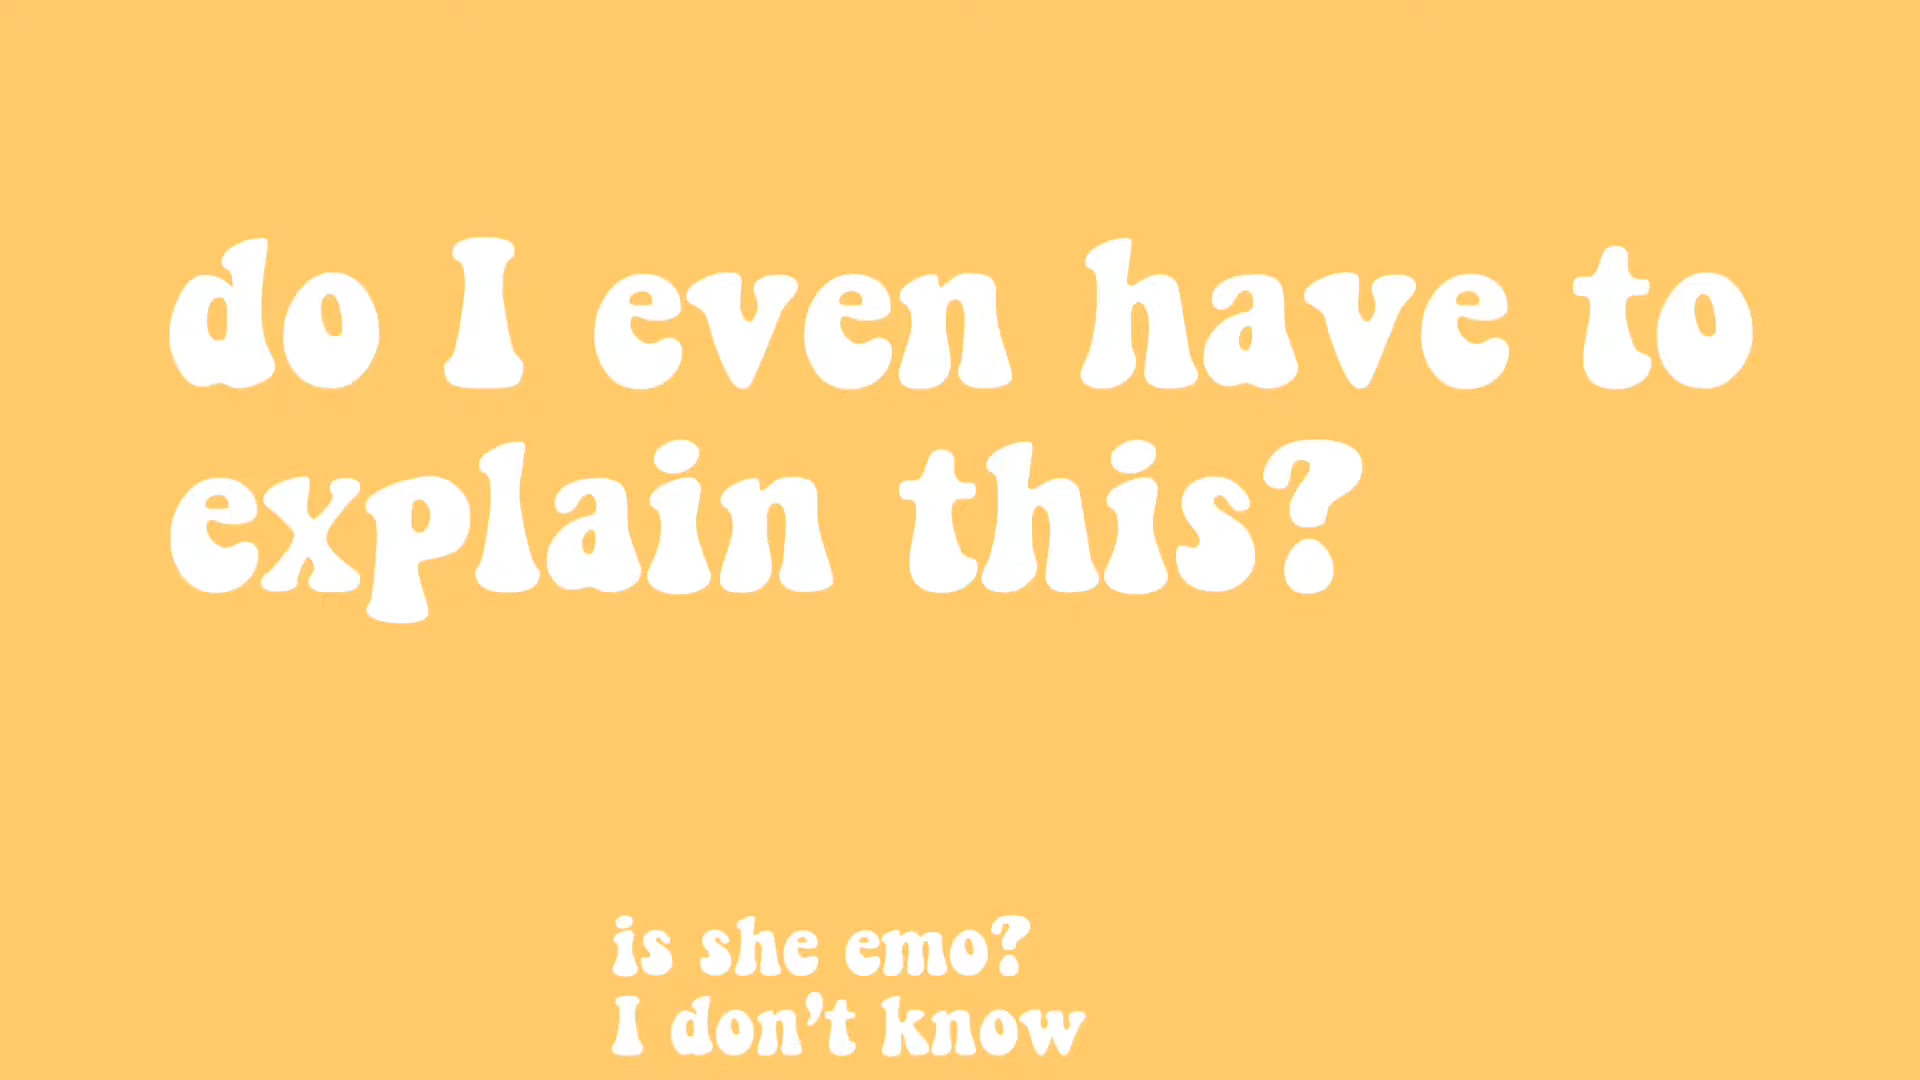 do I even have to
explain this?
is she emo?
I don't know